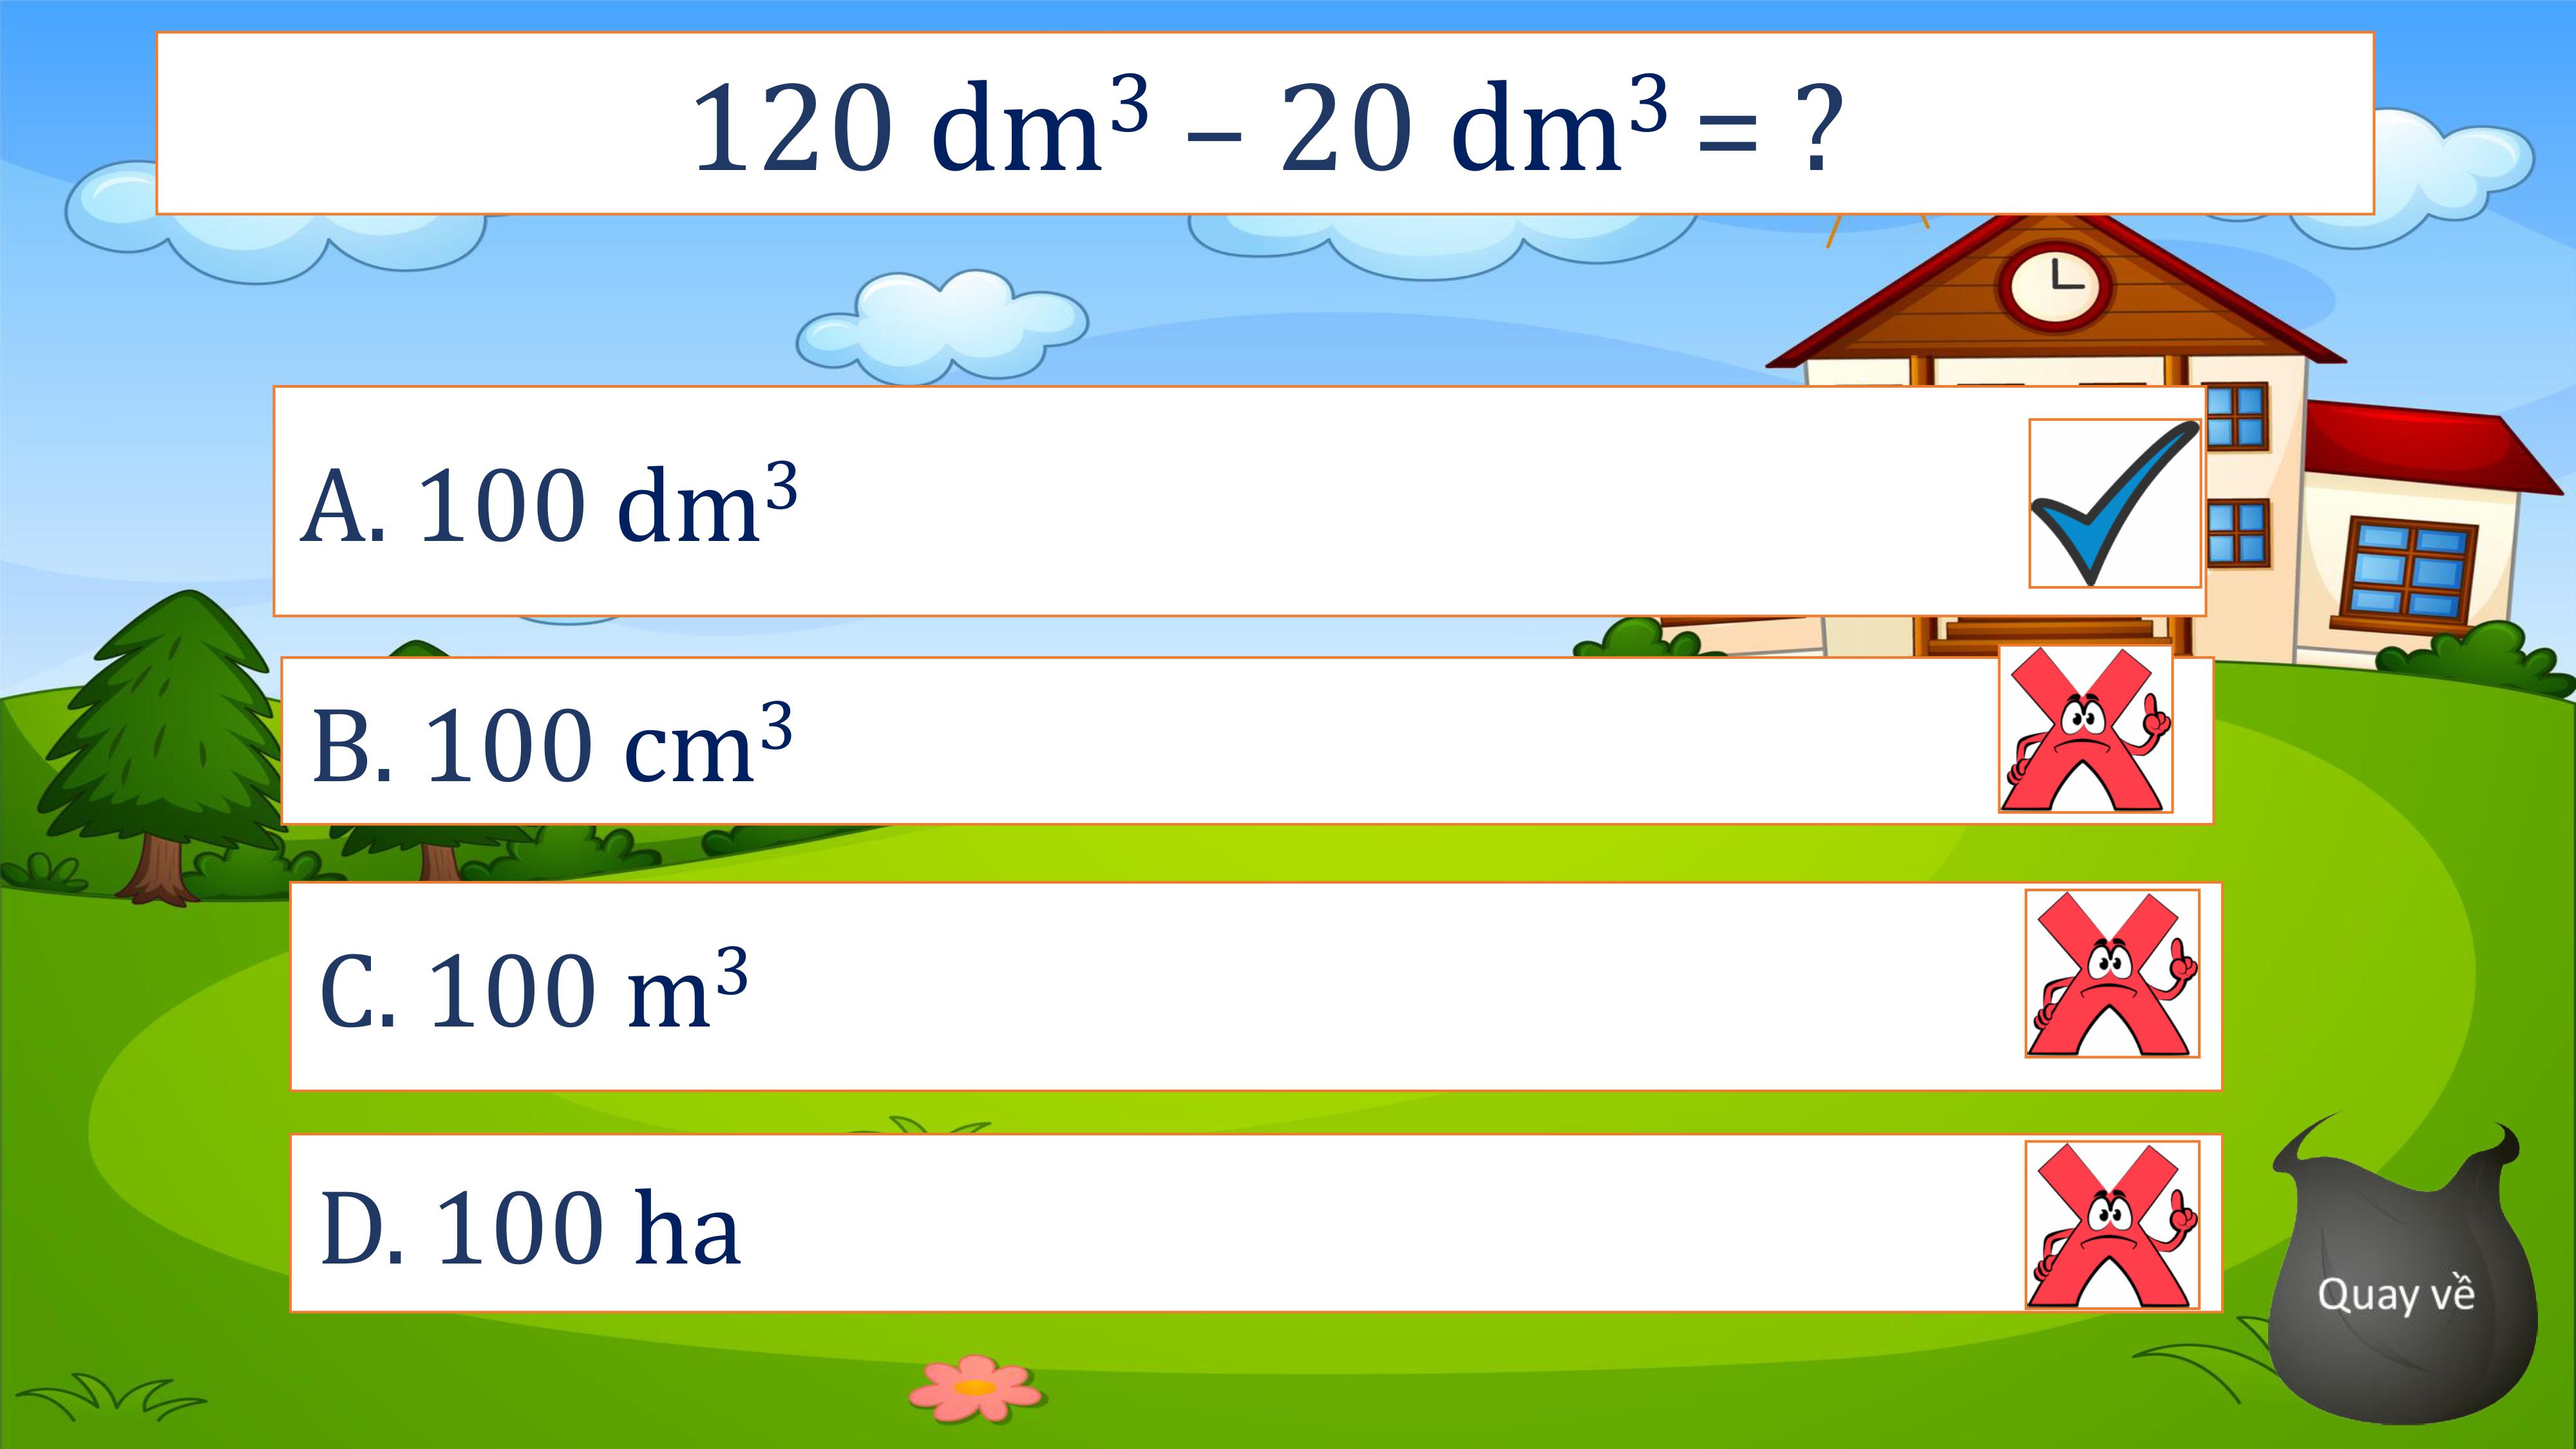 120 dm³ – 20 dm³ = ?
A. 100 dm³
B. 100 cm³
C. 100 m³
D. 100 ha
Quay về